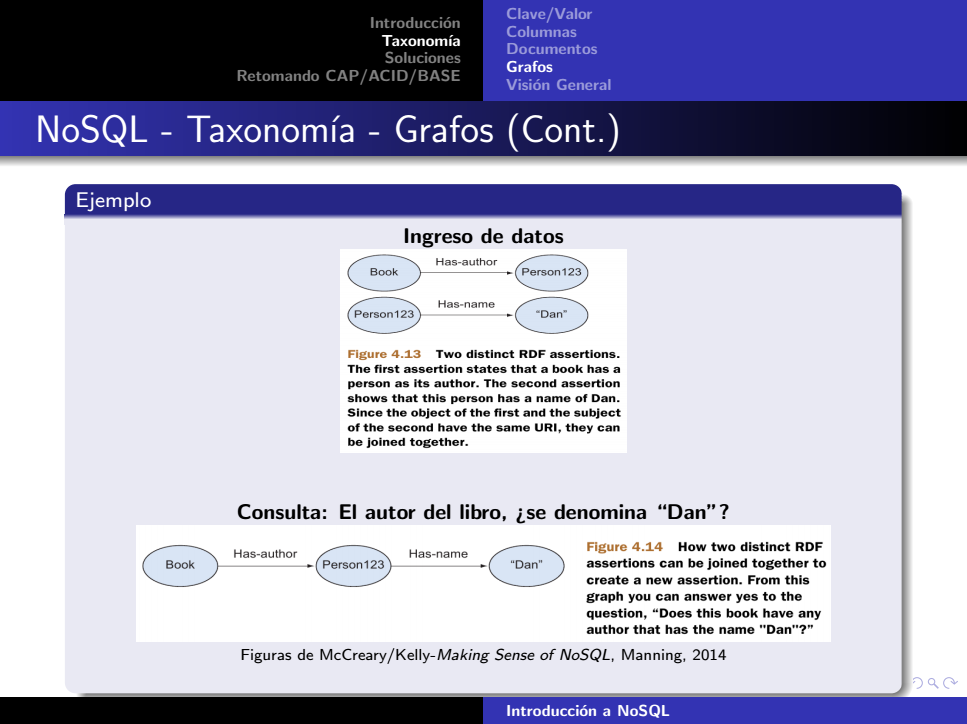 Introducción
Taxonomía
Soluciones
Retomando CAP/ACID/BASE
Clave/Valor
Columnas
Documentos
Grafos
Visión General
NoSQL - Taxonomía - Grafos (Cont.)
Ejemplo
Ingreso de datos
Book
Has-author
Person123
Person123
Has-name
“Dan”
Figure 4.13 Two distinct RDF assertions.
The first assertion states that a book has a
person as its author. The second assertion
shows that this person has a name of Dan.
Since the object of the first and the subject
of the second have the same URI, they can
be joined together.
Consulta: El autor del libro, ¿se denomina “Dan”?
Book
Has-author
Person123
Has-name
“Dan”
Figure 4.14 How two distinct RDF
assertions can be joined together to
create a new assertion. From this
graph you can answer yes to the
question, “Does this book have any
author that has the name "Dan"?”
Figuras de McCreary/Kelly-Making Sense of NoSQL, Manning, 2014
Introducción a NoSQL